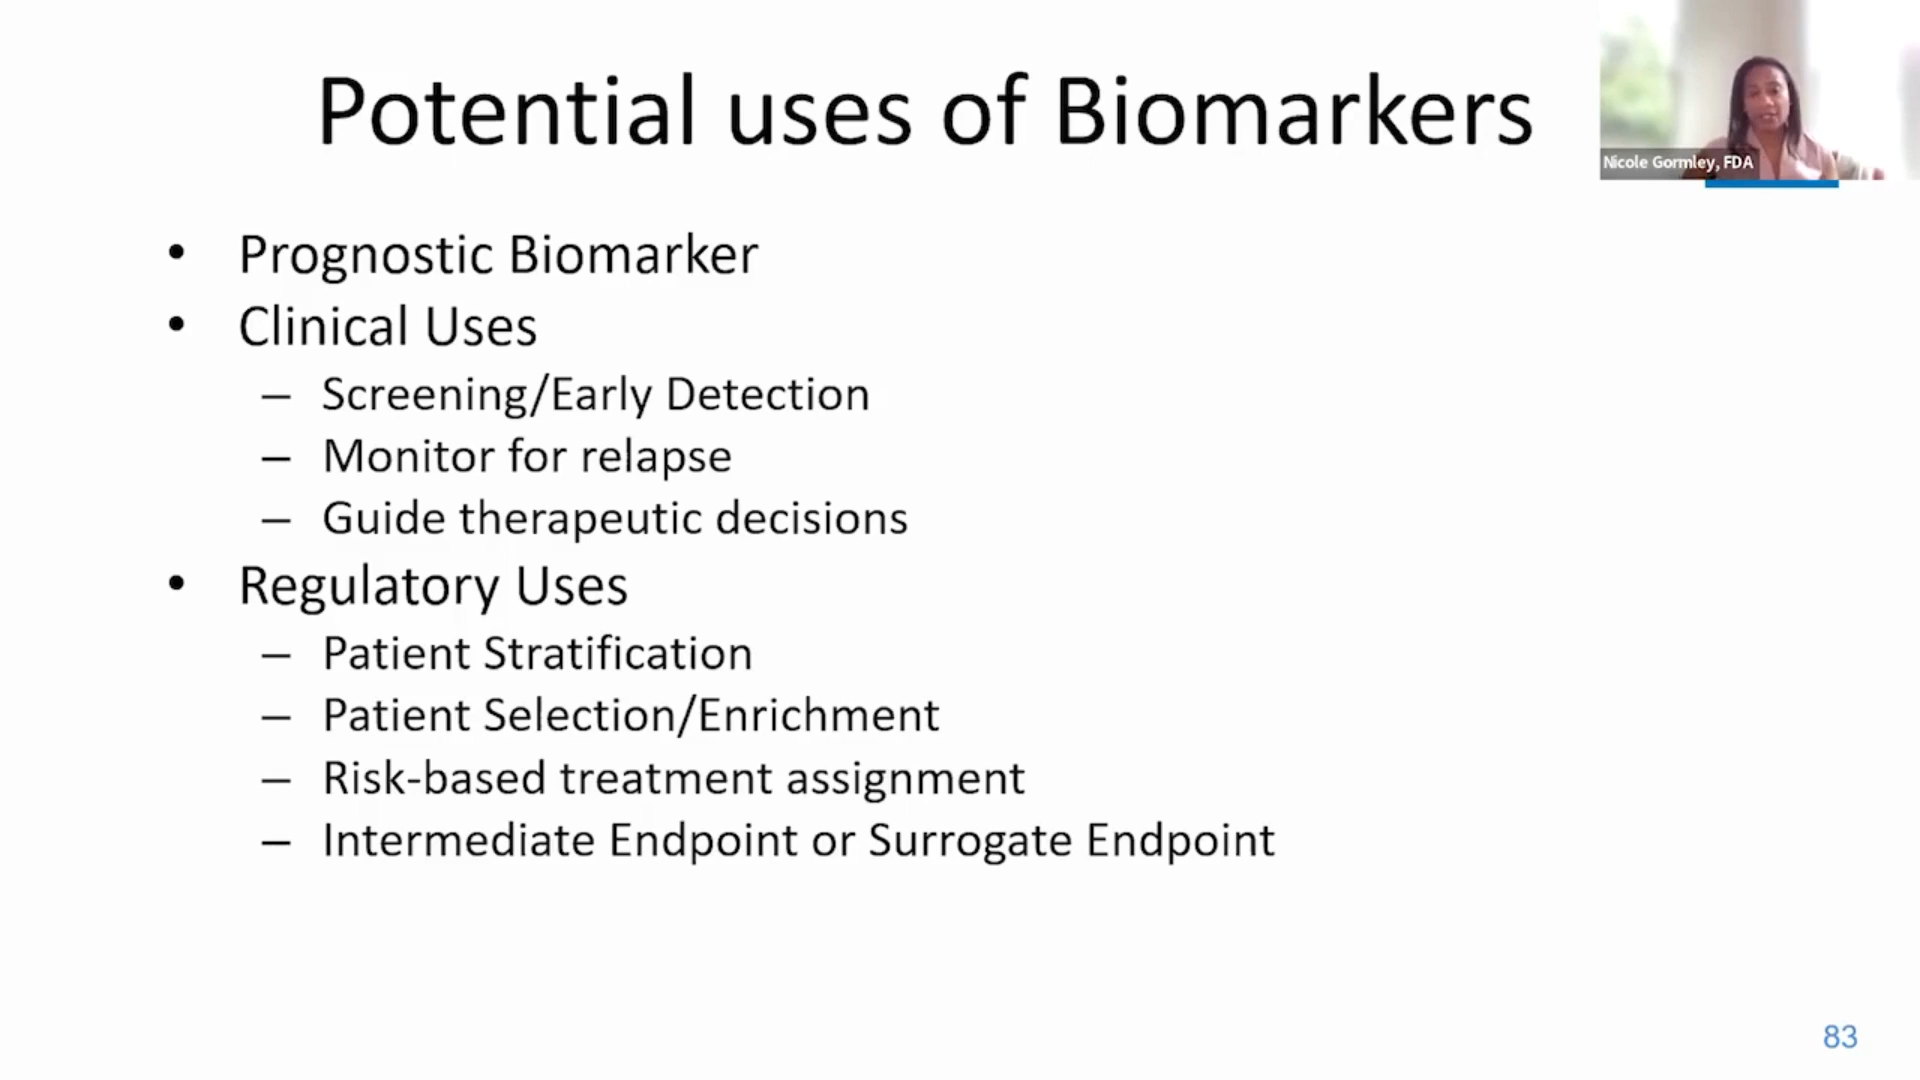 Potential uses of Biomarkers
Nicole Gormley, FDA
• Prognostic Biomarker
• Clinical Uses
– Screening/Early Detection
– Monitor for relapse
– Guide therapeutic decisions
• Regulatory Uses
– Patient Stratification
– Patient Selection/Enrichment
– Risk-based treatment assignment
– Intermediate Endpoint or Surrogate Endpoint
83